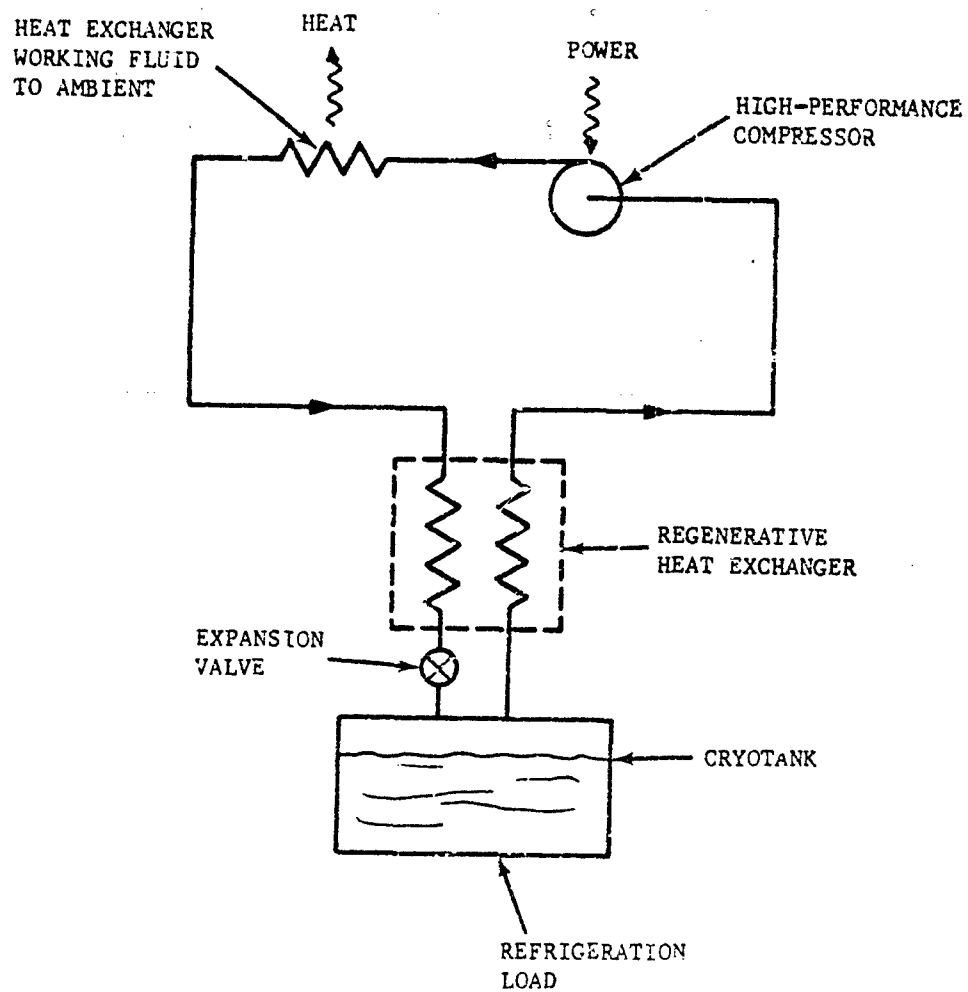 HEAT EXCHANGER
WORKING FLUID
TO AMBIENT
HEAT
POWER
HIGH-PERFORMANCE
COMPRESSOR
REGENERATIVE
HEAT EXCHANGER
EXPANSION
VALVE
CRYOTANK
REFRIGERATION
LOAD